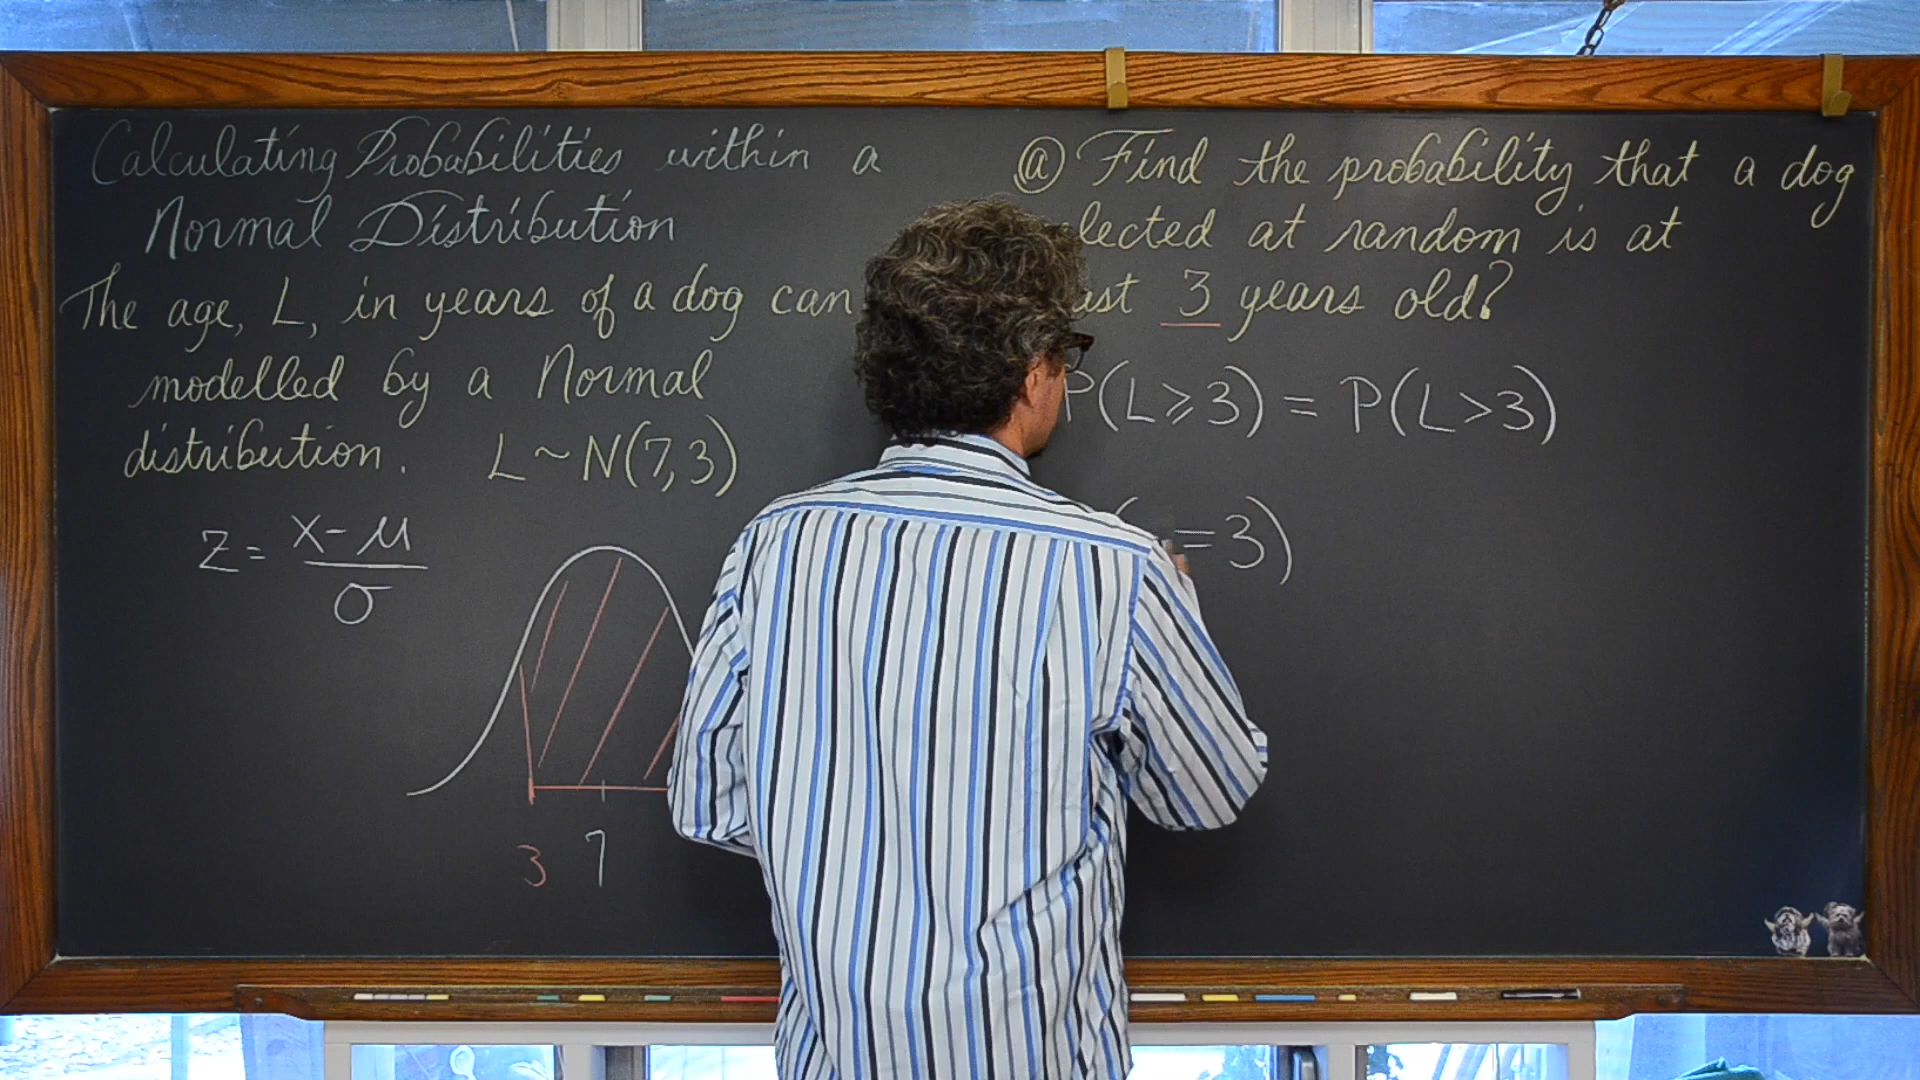 Calculating Probabilities within a
Normal Distribution
The age, L, in years of a dog can
modelled by a Normal
distribution. L ~ N(7,3)
z = x - μ
σ
3 7
ⓐ Find the probability that a dog
lected at random is at
ast 3 years old?
P(L ⩾ 3) = P(L > 3)
( = 3)